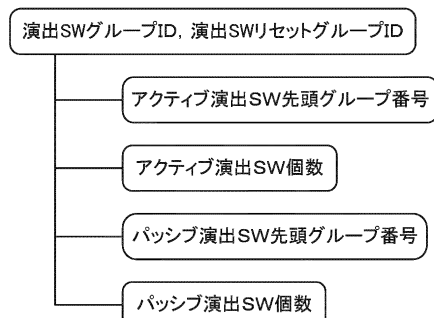 演出SWグループID，演出SWリセットグループID
アクティブ演出SW先頭グループ番号
アクティブ演出SW個数
パッシブ演出SW先頭グループ番号
パッシブ演出SW個数